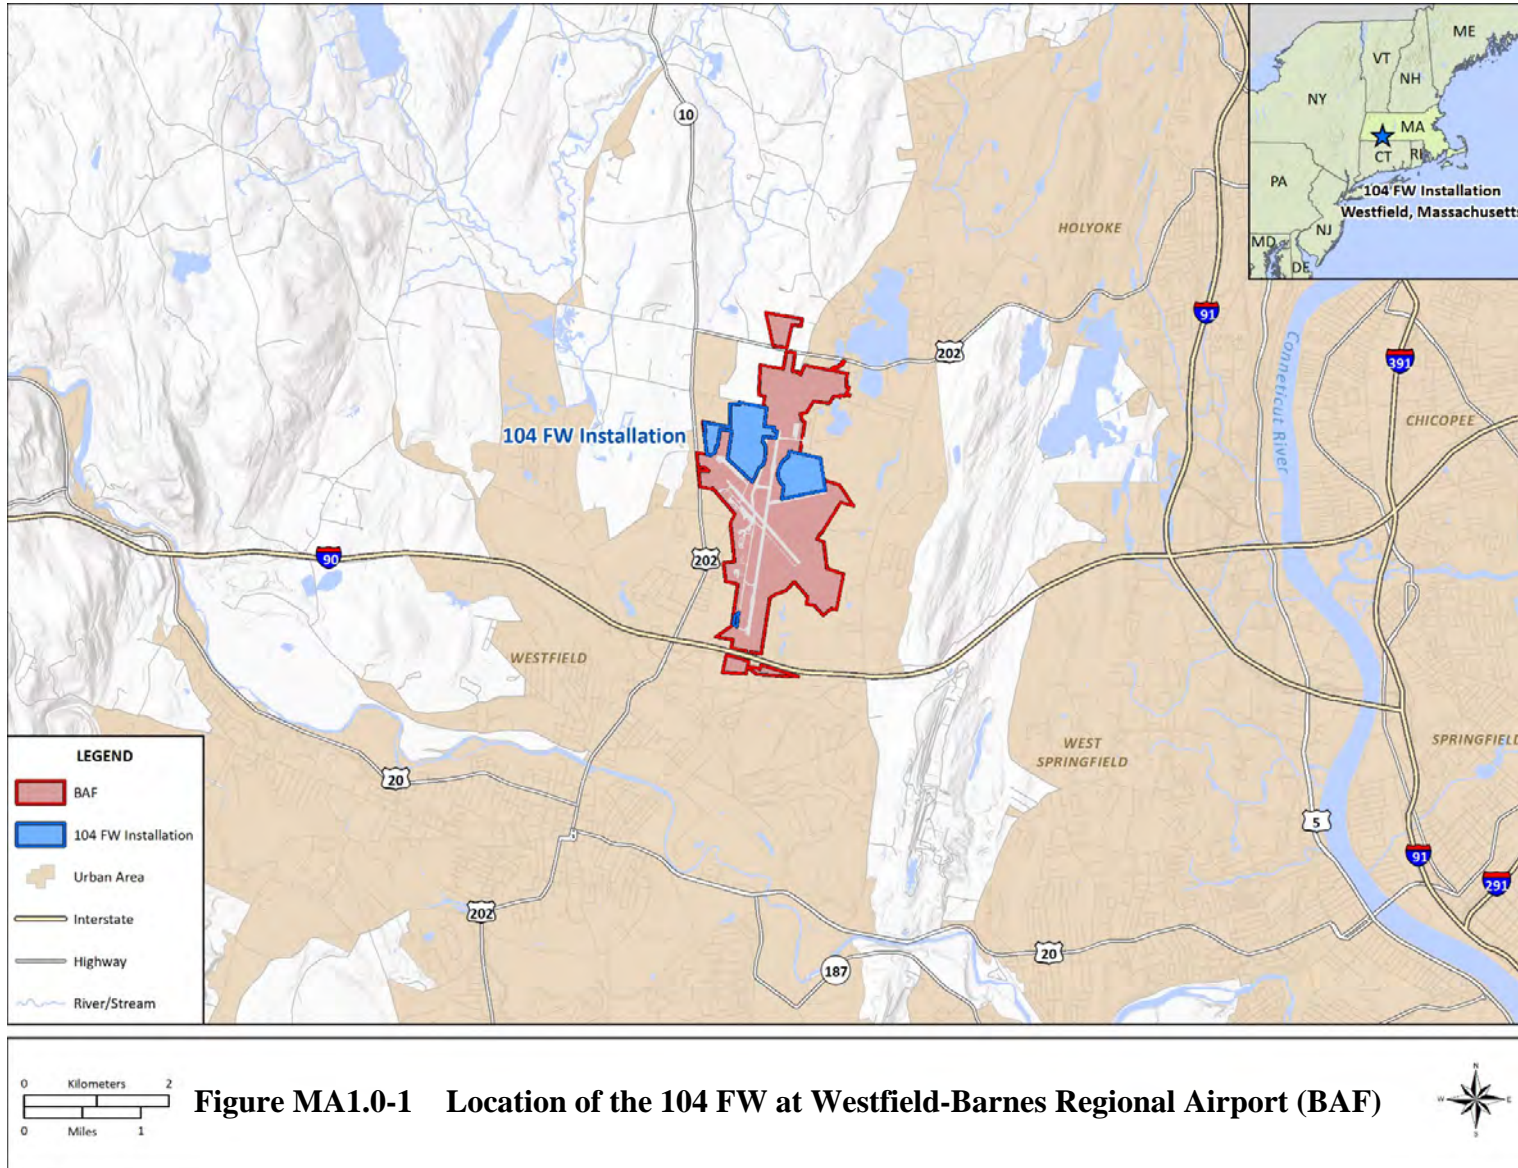 ME
VT
NH
NY
MA
CT
RI
PA
104 FW Installation
Westfield, Massachusetts
NJ
MD
DE
10
HOLYOKE
91
202
391
Connecticut River
CHICOPEE
104 FW Installation
90
202
WESTFIELD
WEST
SPRINGFIELD
SPRINGFIELD
20
5
91
291
202
20
187
LEGEND
BAF
104 FW Installation
Urban Area
Interstate
Highway
River/Stream
0 Kilometers 2
0 Miles 1
Figure MA1.0-1 Location of the 104 FW at Westfield-Barnes Regional Airport (BAF)
N
W E
S